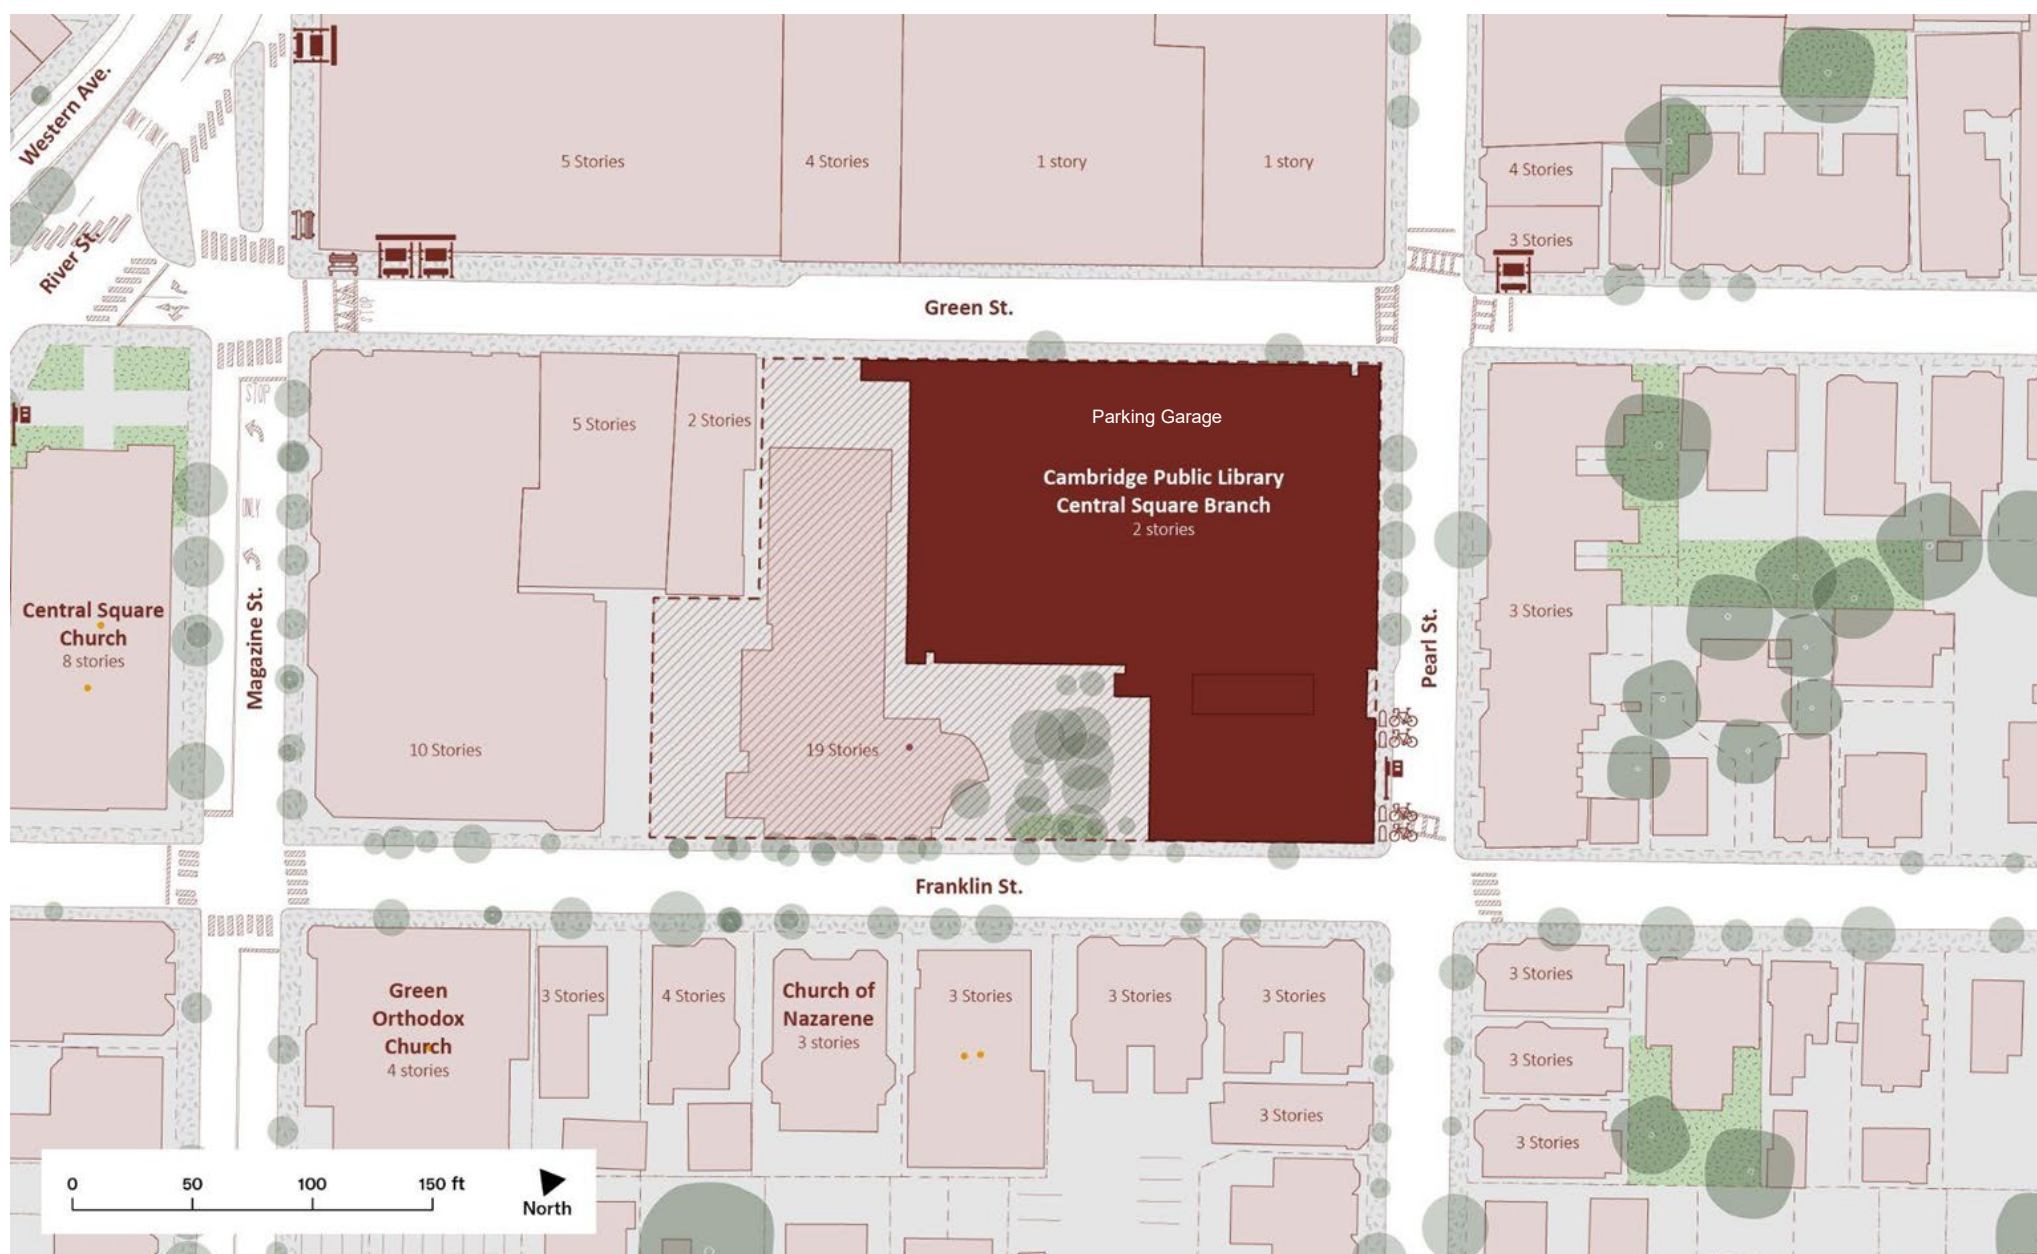 Western Ave.
River St.
5 Stories
4 Stories
1 story
1 story
4 Stories
3 Stories
STOP
Green St.
STOP
ONLY
5 Stories
2 Stories
Parking Garage
Cambridge Public Library
Central Square Branch
2 stories
Central Square
Church
8 stories
Magazine St.
10 Stories
19 Stories
Pearl St.
3 Stories
Franklin St.
Green
Orthodox
Church
4 stories
3 Stories
4 Stories
Church of
Nazarene
3 stories
3 Stories
3 Stories
3 Stories
3 Stories
3 Stories
3 Stories
3 Stories
0 50 100 150 ft
North